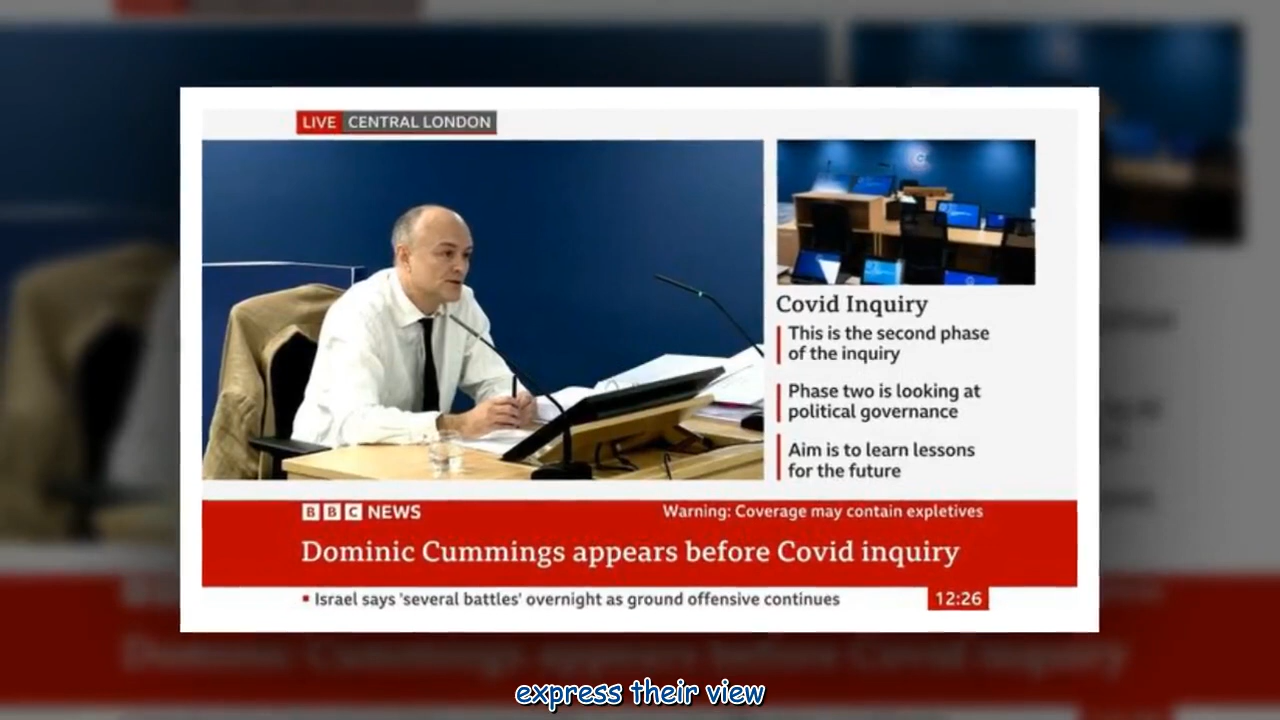 LIVE CENTRAL LONDON
Covid Inquiry
This is the second phase
of the inquiry
Phase two is looking at
political governance
Aim is to learn lessons
for the future
BBC NEWS
Warning: Coverage may contain expletives
Dominic Cummings appears before Covid inquiry
Israel says 'several battles' overnight as ground offensive continues
12:26
express their view